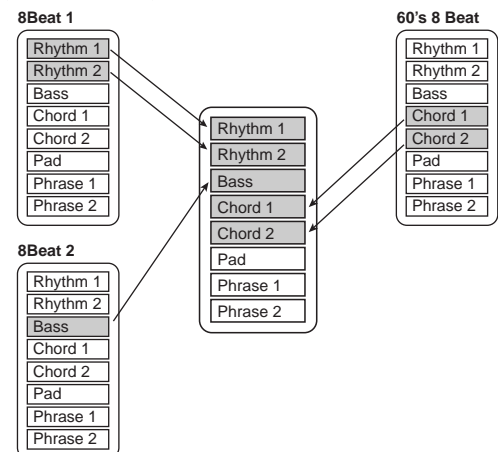 8Beat 1
Rhythm 1
Rhythm 2
Bass
Chord 1
Chord 2
Pad
Phrase 1
Phrase 2
8Beat 2
Rhythm 1
Rhythm 2
Bass
Chord 1
Chord 2
Pad
Phrase 1
Phrase 2
Rhythm 1
Rhythm 2
Bass
Chord 1
Chord 2
Pad
Phrase 1
Phrase 2
60’s 8 Beat
Rhythm 1
Rhythm 2
Bass
Chord 1
Chord 2
Pad
Phrase 1
Phrase 2